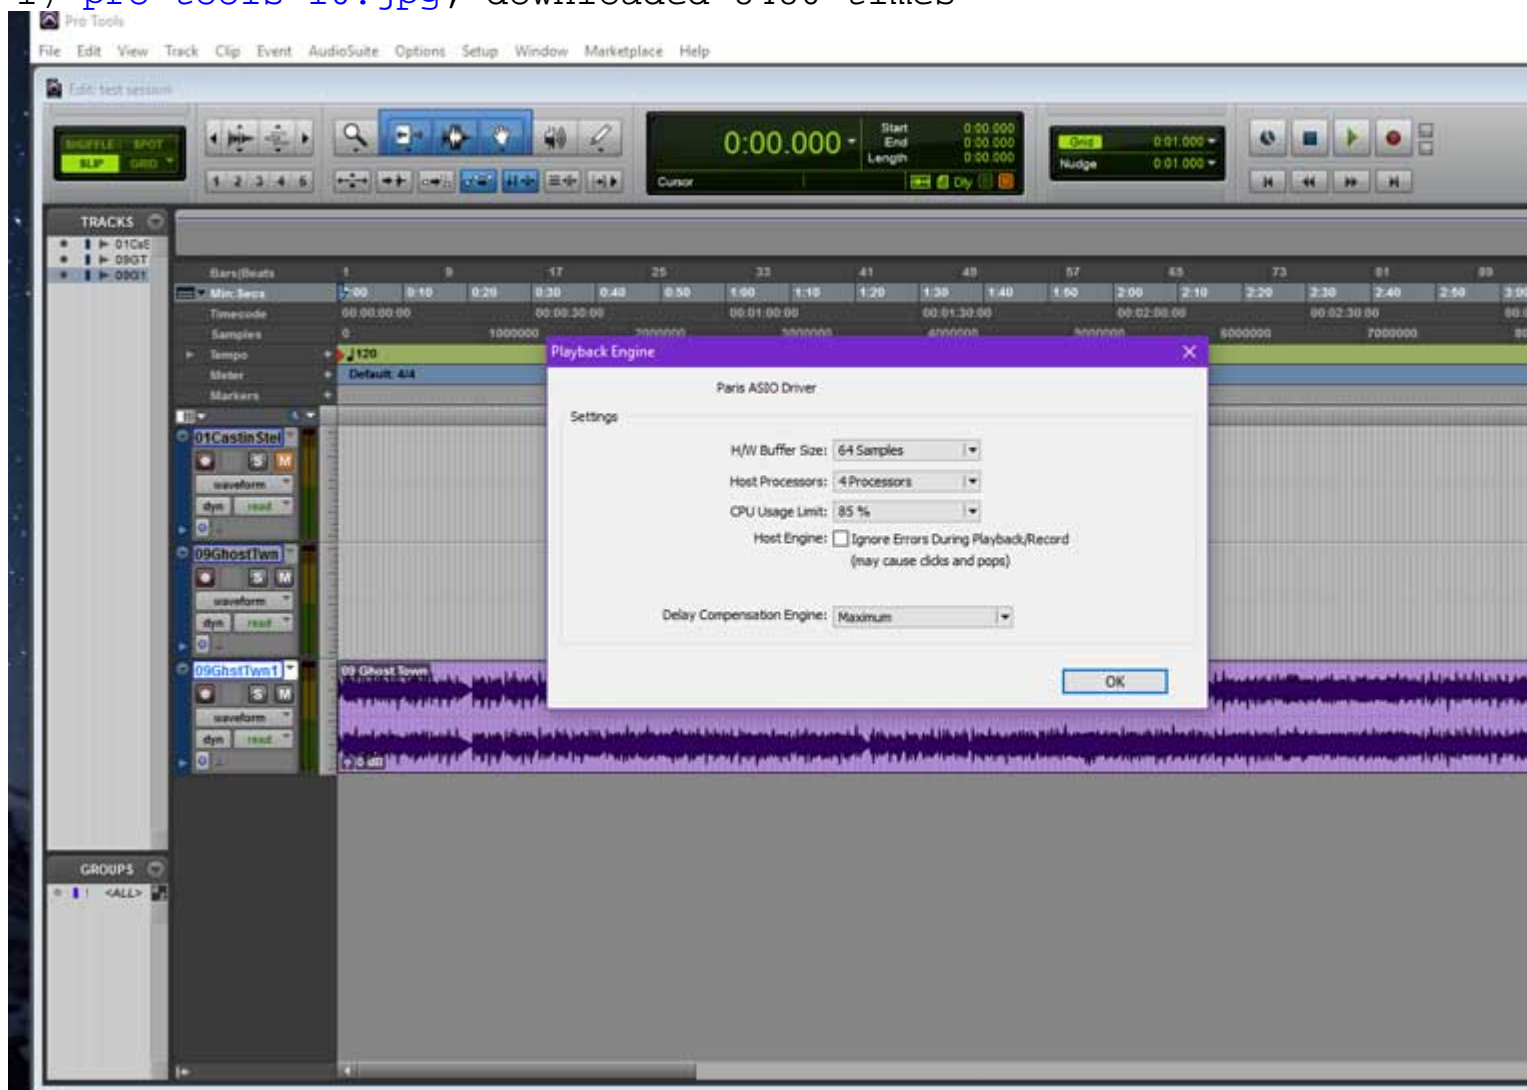 Pro Tools
File Edit View Track Clip Event AudioSuite Options Setup Window Marketplace Help
Edit: test session
SHUFFLE SPOT
SLIP GRID
1 2 3 4 5
0:00.000
Start 0:00.000
End 0:00.000
Length 0:00.000
Cursor
Dly
Grid 0:01.000
Nudge 0:01.000
TRACKS
01CaS
09GT
09GT
Bars|Beats 1 9 17 25 33 41 49 57 65 73 81 89
Min:Secs 0:00 0:10 0:20 0:30 0:40 0:50 1:00 1:10 1:20 1:30 1:40 1:50 2:00 2:10 2:20 2:30 2:40 2:50 3:00
Timecode 00:00:00:00 00:00:30:00 00:01:00:00 00:01:30:00 00:02:00:00 00:02:30:00
Samples 0 1000000 2000000 3000000 4000000 5000000 6000000 7000000
Tempo 120
Meter Default: 4/4
Markers
Playback Engine
Paris ASIO Driver
Settings
H/W Buffer Size: 64 Samples
Host Processors: 4 Processors
CPU Usage Limit: 85 %
Host Engine: Ignore Errors During Playback/Record
(may cause clicks and pops)
Delay Compensation Engine: Maximum
OK
01CastinStel
S M
waveform
dyn read
09GhostTwn
S M
waveform
dyn read
09GhstTwn1
S M
waveform
dyn read
09 Ghost Town
0 dB
GROUPS
! <ALL>